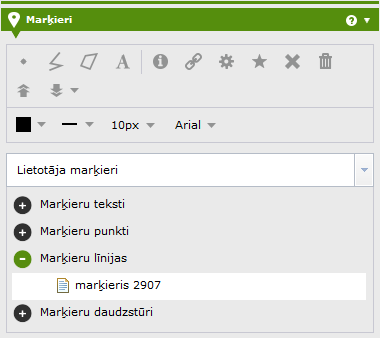 Marķieri
A
10px Arial
Lietotāja marķieri
Marķieru teksti
Marķieru punkti
Marķieru līnijas
marķieris 2907
Marķieru daudzstūri